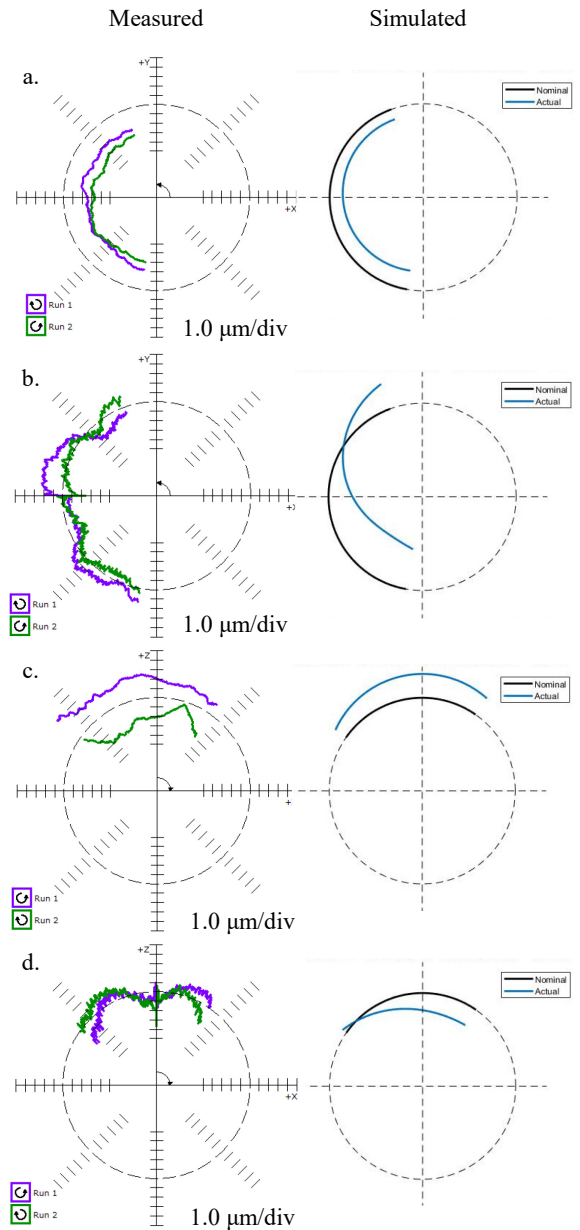 Measured Simulated
a.
+Y
+X
Nominal
Actual
Run 1
Run 2
1.0 μm/div
b.
+Y
Nominal
Actual
Run 1
Run 2
1.0 μm/div
c.
+Z
+
Nominal
Actual
Run 1
Run 2
1.0 μm/div
d.
+Z
+X
Nominal
Actual
Run 1
Run 2
1.0 μm/div